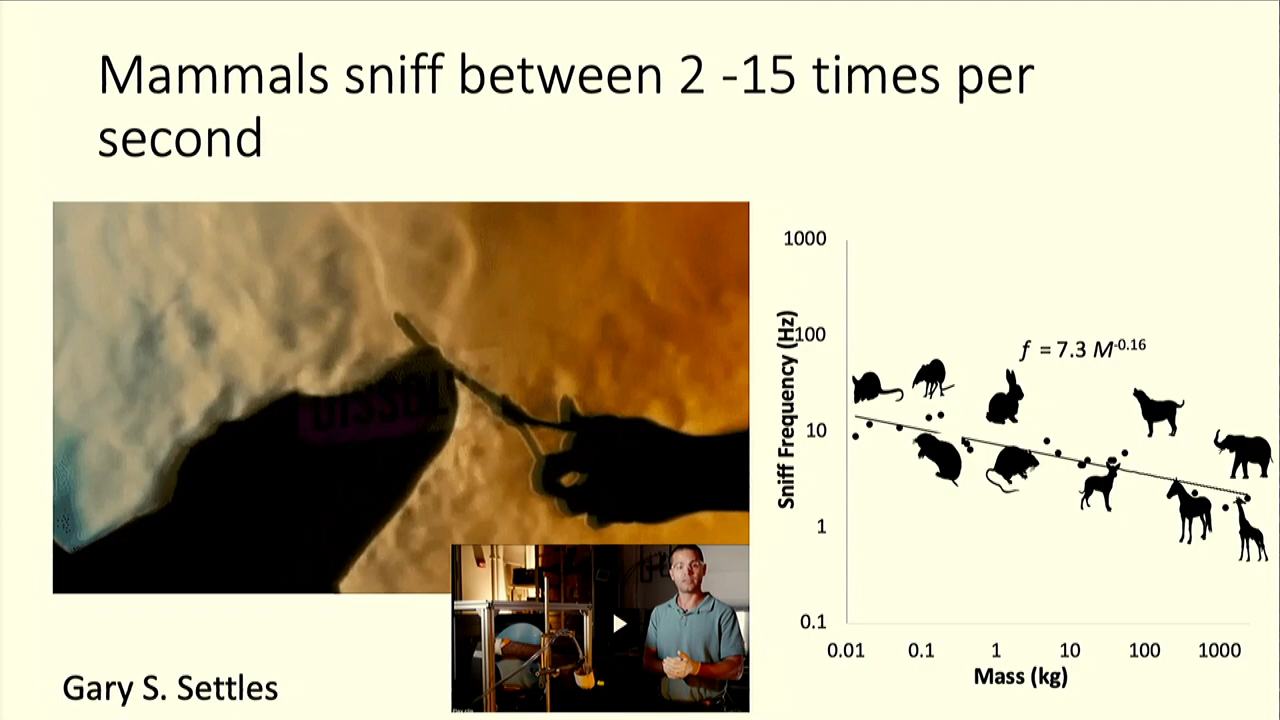 Mammals sniff between 2 -15 times per
second
1000
100
10
1
0.1
Sniff Frequency (Hz)
f = 7.3 M-0.16
0.01 0.1 1 10 100 1000
Mass (kg)
Gary S. Settles